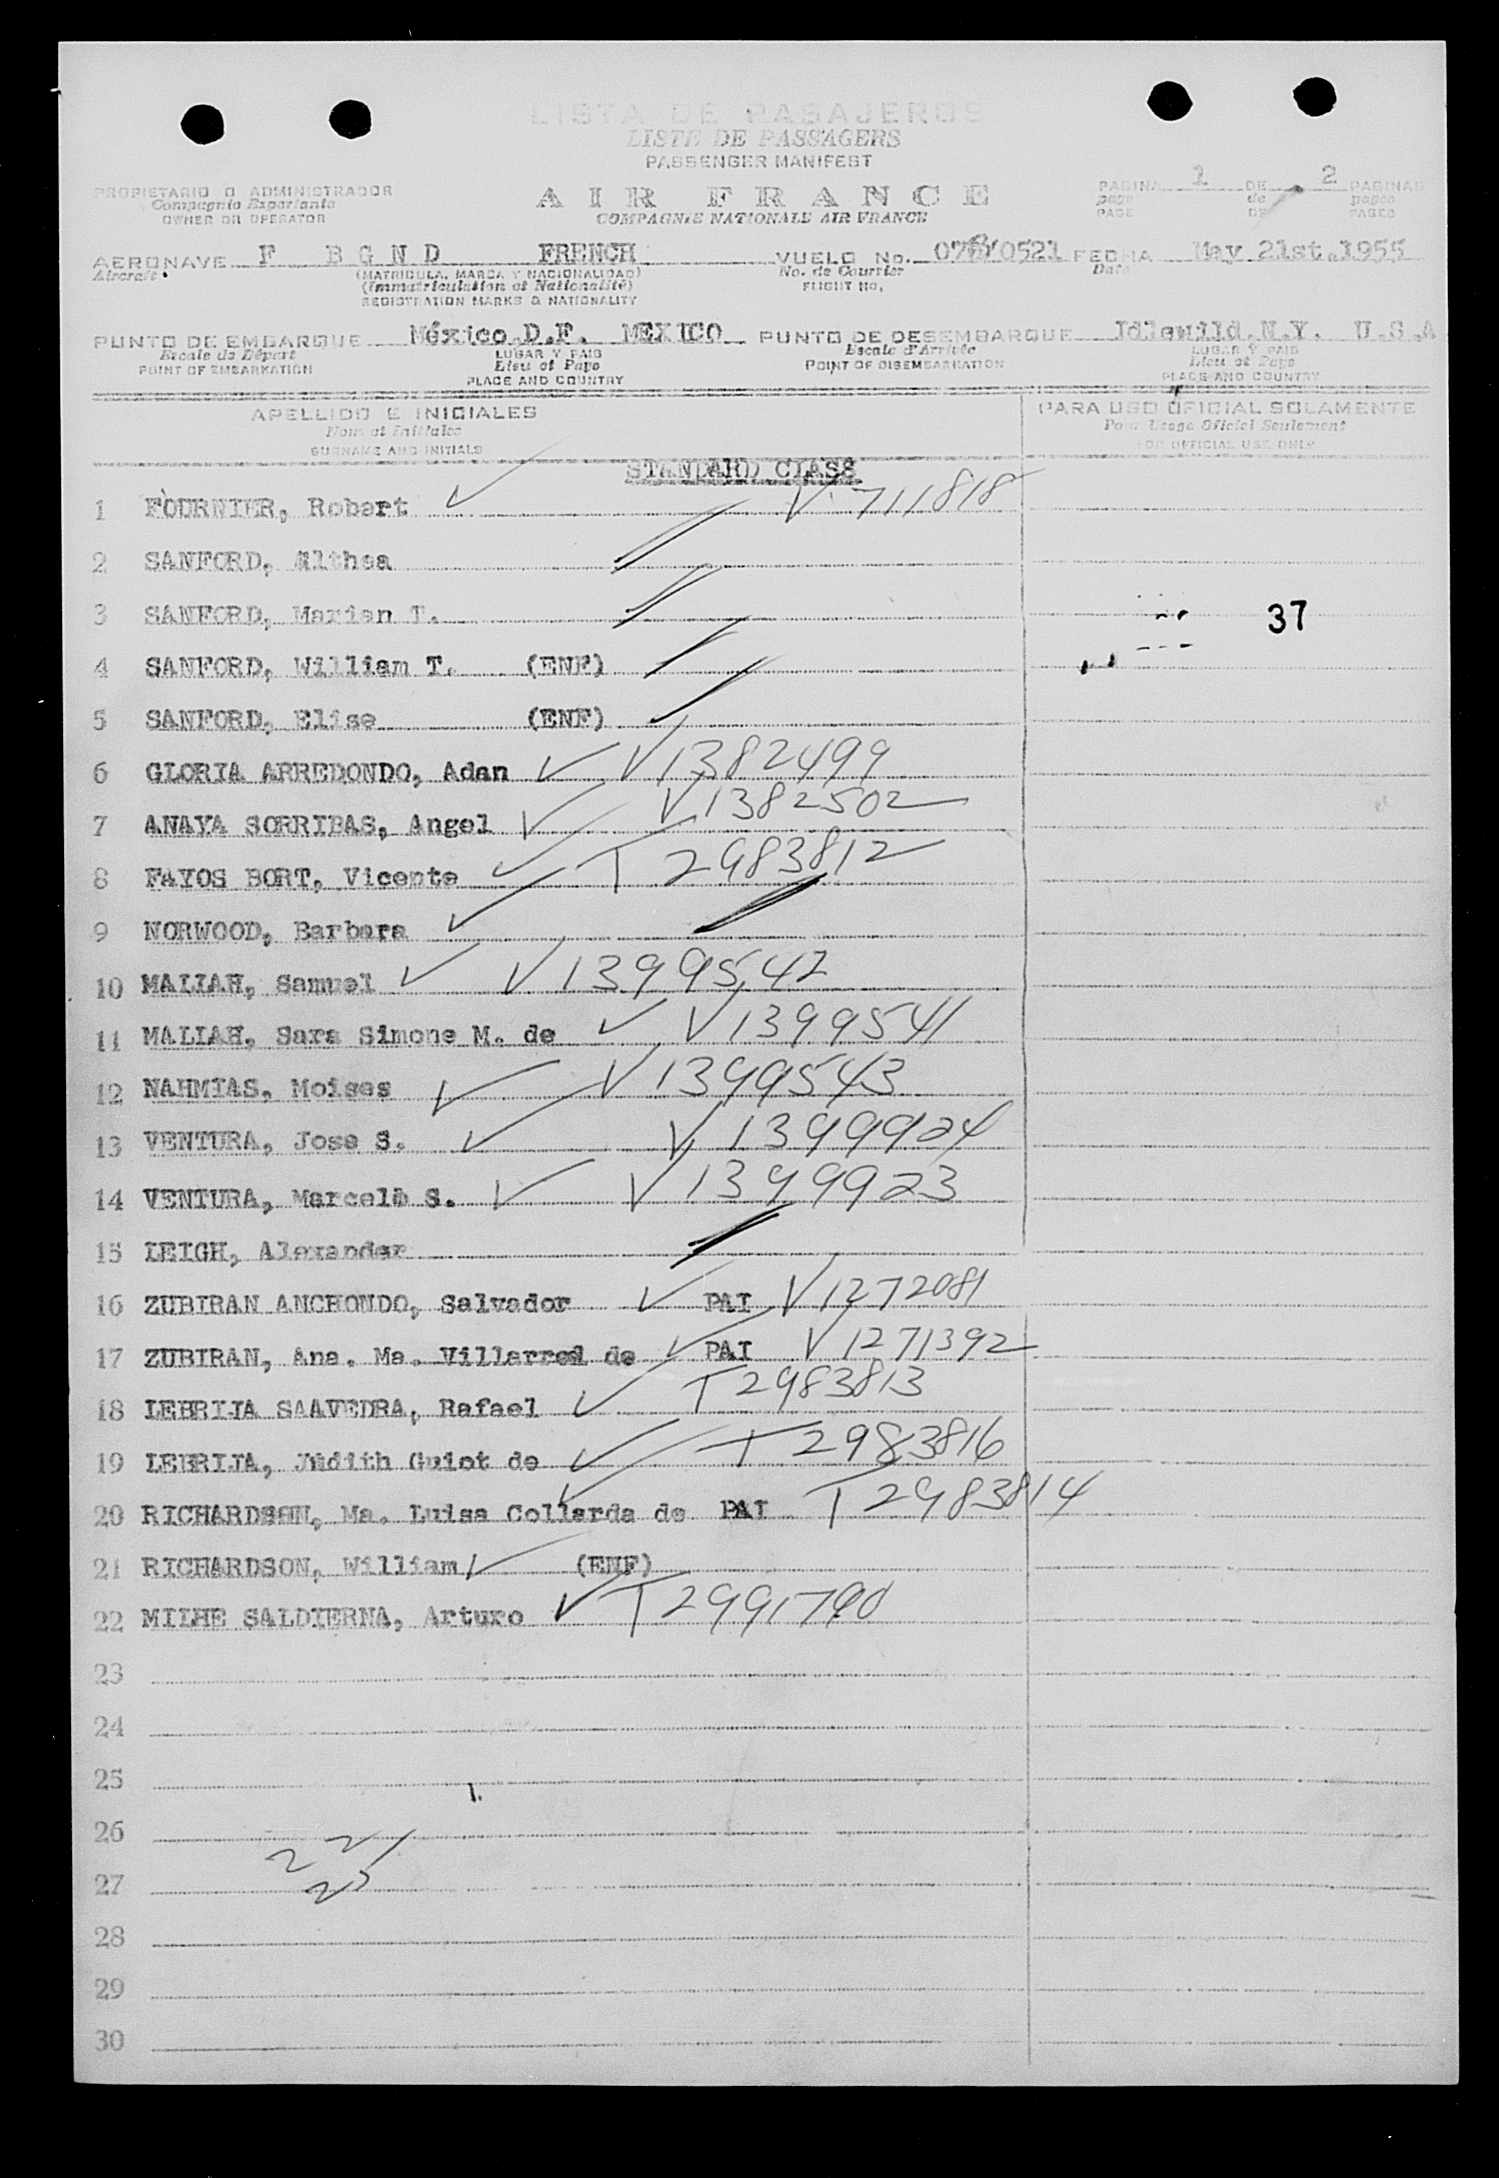 LISTA DE PASAJEROS
LISTE DE PASSAGERS
PASSENGER MANIFEST
PROPIETARIO O ADMINISTRADOR
Compagnie Exportante
OWNER OR OPERATOR
AIR FRANCE
COMPAGNIE NATIONALE AIR FRANCE
PAGINA 1 DE 2 PAGINAS
page de pages
PAGE DE PAGES
AERONAVE F BGND FRENCH VUELO No. 0521 FECHA May 21st.1955
Aircraft (MATRICULA, MARCA Y NACIONALIDAD) No. de Courrier Date
(Immatriculation et Nationalité) FLIGHT No.
REGISTRATION MARKS & NATIONALITY
PUNTO DE EMBARQUE México.D.F. MEXICO PUNTO DE DESEMBARQUE Idlewild.N.Y. U.S.A
Escale de Départ LUGAR Y PAIS Escale d'Arrivée LUGAR Y PAIS
POINT OF EMBARKATION Lieu et Pays POINT OF DISEMBARKATION Lieu et Pays
PLACE AND COUNTRY PLACE AND COUNTRY
APELLIDO E INICIALES PARA USO OFICIAL SOLAMENTE
Nom et Initiales Pour Usage Oficiel Seulement
SURNAME AND INITIALS FOR OFFICIAL USE ONLY
STANDARD CLASS
1 FOURNIER, Robert ✓ V 711818
2 SANFORD, Althea
3 SANFORD, Marian T. 37
4 SANFORD, William T. (ENF)
5 SANFORD, Elise (ENF)
6 GLORIA ARREDONDO, Adan ✓ V 1382499
7 ANAYA SORRIBAS, Angel ✓ V 1382502
8 FAYOS BORT, Vicente ✓ T 2983812
9 NORWOOD, Barbara ✓
10 MALIAH, Samuel ✓ V 1399542
11 MALIAH, Sara Simone M. de ✓ V 1399541
12 NAHMIAS, Moises ✓ V 1399543
13 VENTURA, Jose S. ✓ V 1399924
14 VENTURA, Marcelo S. ✓ V 1399923
15 LEIGH, Alexander
16 ZUBIRAN ANCHONDO, Salvador ✓ PAI V 1272081
17 ZUBIRAN, Ana. Ma. Villarreal de ✓ PAI V 1271392
18 LEBRIJA SAAVEDRA, Rafael ✓ T 2983813
19 LEBRIJA, Judith Guiot de ✓ T 2983816
20 RICHARDSON, Ma. Luisa Collarda de ✓ PAI T 2983814
21 RICHARDSON, William ✓ (ENF)
22 MILHE SALDIERNA, Arturo ✓ T 2991790
23
24
25
26
27
28
29
30